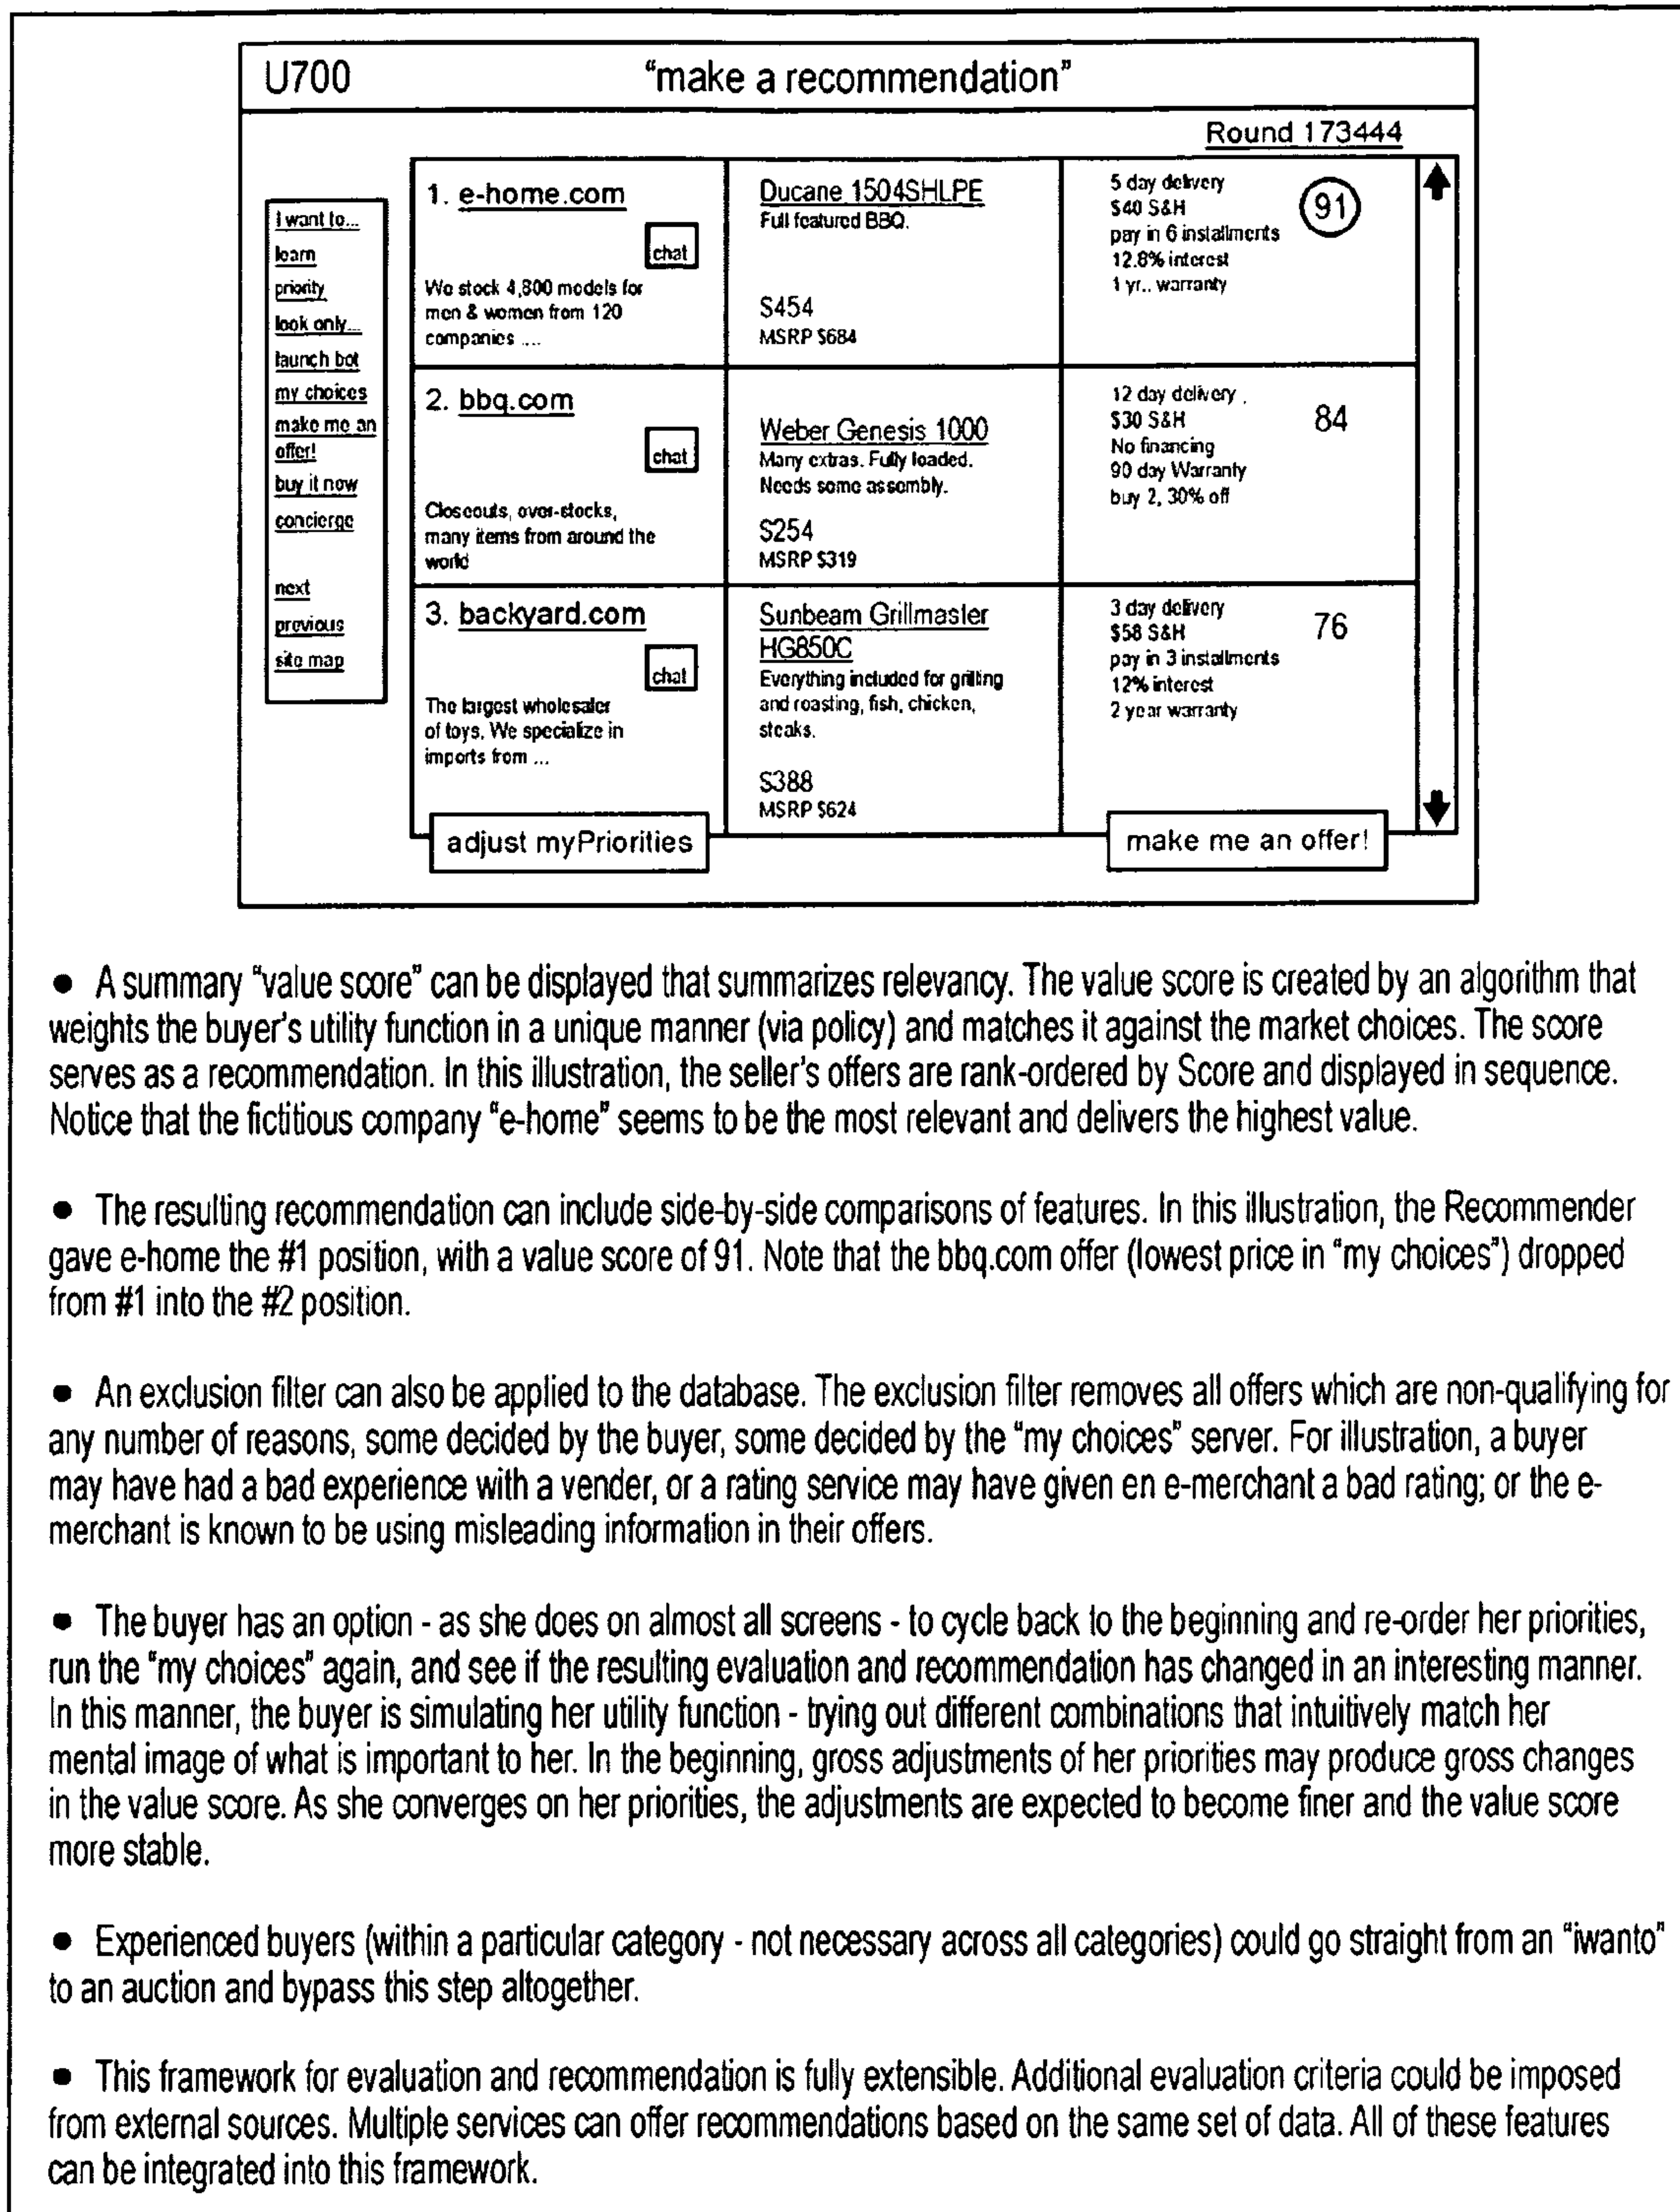 U700 "make a recommendation"
Round 173444
I want to...
learn
priority
look only...
launch bot
my choices
make me an
offer!
buy it now
concierge
next
previous
site map
1. e-home.com
chat
We stock 4,800 models for
men & women from 120
companies ....
Ducane 1504SHLPE
Full featured BBQ.
$454
MSRP $684
5 day delivery
$40 S&H
pay in 6 installments
12.8% interest
1 yr.. warranty
91
2. bbq.com
chat
Closeouts, over-stocks,
many items from around the
world
Weber Genesis 1000
Many extras. Fully loaded.
Needs some assembly.
$254
MSRP $319
12 day delivery .
$30 S&H
No financing
90 day Warranty
buy 2, 30% off
84
3. backyard.com
chat
The largest wholesaler
of toys. We specialize in
imports from ...
Sunbeam Grillmaster
HG850C
Everything included for grilling
and roasting, fish, chicken,
steaks.
$388
MSRP $624
3 day delivery
$58 S&H
pay in 3 installments
12% interest
2 year warranty
76
adjust myPriorities
make me an offer!
• A summary "value score" can be displayed that summarizes relevancy. The value score is created by an algorithm that
weights the buyer's utility function in a unique manner (via policy) and matches it against the market choices. The score
serves as a recommendation. In this illustration, the seller's offers are rank-ordered by Score and displayed in sequence.
Notice that the fictitious company "e-home" seems to be the most relevant and delivers the highest value.
• The resulting recommendation can include side-by-side comparisons of features. In this illustration, the Recommender
gave e-home the #1 position, with a value score of 91. Note that the bbq.com offer (lowest price in "my choices") dropped
from #1 into the #2 position.
• An exclusion filter can also be applied to the database. The exclusion filter removes all offers which are non-qualifying for
any number of reasons, some decided by the buyer, some decided by the "my choices" server. For illustration, a buyer
may have had a bad experience with a vender, or a rating service may have given en e-merchant a bad rating; or the e-
merchant is known to be using misleading information in their offers.
• The buyer has an option - as she does on almost all screens - to cycle back to the beginning and re-order her priorities,
run the "my choices" again, and see if the resulting evaluation and recommendation has changed in an interesting manner.
In this manner, the buyer is simulating her utility function - trying out different combinations that intuitively match her
mental image of what is important to her. In the beginning, gross adjustments of her priorities may produce gross changes
in the value score. As she converges on her priorities, the adjustments are expected to become finer and the value score
more stable.
• Experienced buyers (within a particular category - not necessary across all categories) could go straight from an "iwanto"
to an auction and bypass this step altogether.
• This framework for evaluation and recommendation is fully extensible. Additional evaluation criteria could be imposed
from external sources. Multiple services can offer recommendations based on the same set of data. All of these features
can be integrated into this framework.